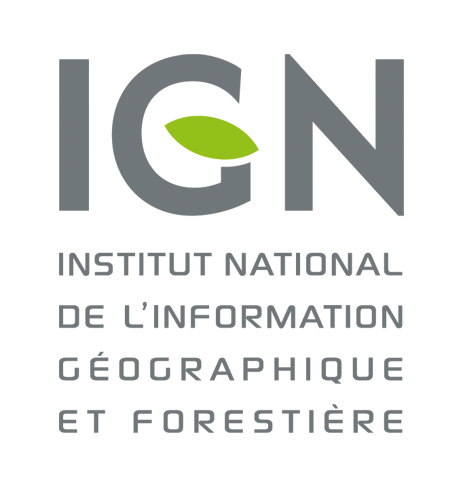 IGN
INSTITUT NATIONAL
DE L'INFORMATION
GÉOGRAPHIQUE
ET FORESTIÈRE